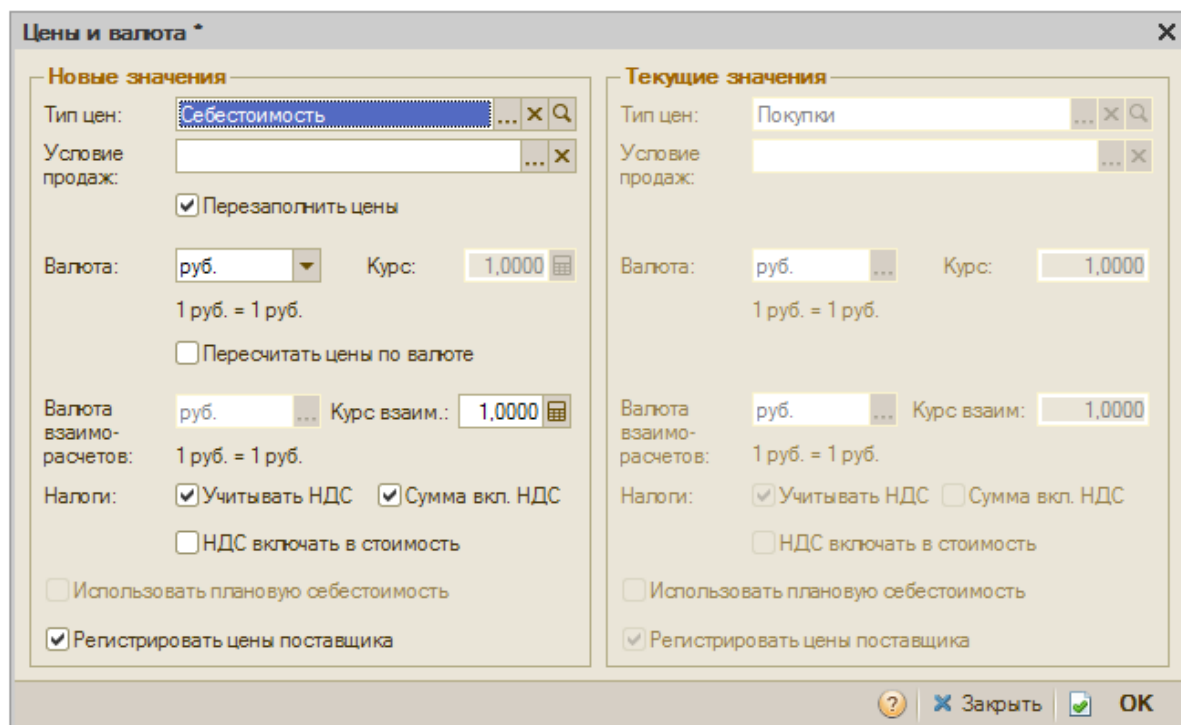 Цены и валюта *
Новые значения
Тип цен: Себестоимость ...
Условие продаж: ...
Перезаполнить цены
Валюта: руб. Курс: 1,0000
1 руб. = 1 руб.
Пересчитать цены по валюте
Валюта взаимо-расчетов: руб. ... Курс взаим.: 1,0000
1 руб. = 1 руб.
Налоги: Учитывать НДС Сумма вкл. НДС
НДС включать в стоимость
Использовать плановую себестоимость
Регистрировать цены поставщика
Текущие значения
Тип цен: Покупки ...
Условие продаж: ...
Валюта: руб. ... Курс: 1,0000
1 руб. = 1 руб.
Валюта взаимо-расчетов: руб. ... Курс взаим: 1,0000
1 руб. = 1 руб.
Налоги: Учитывать НДС Сумма вкл. НДС
НДС включать в стоимость
Использовать плановую себестоимость
Регистрировать цены поставщика
? Закрыть OK